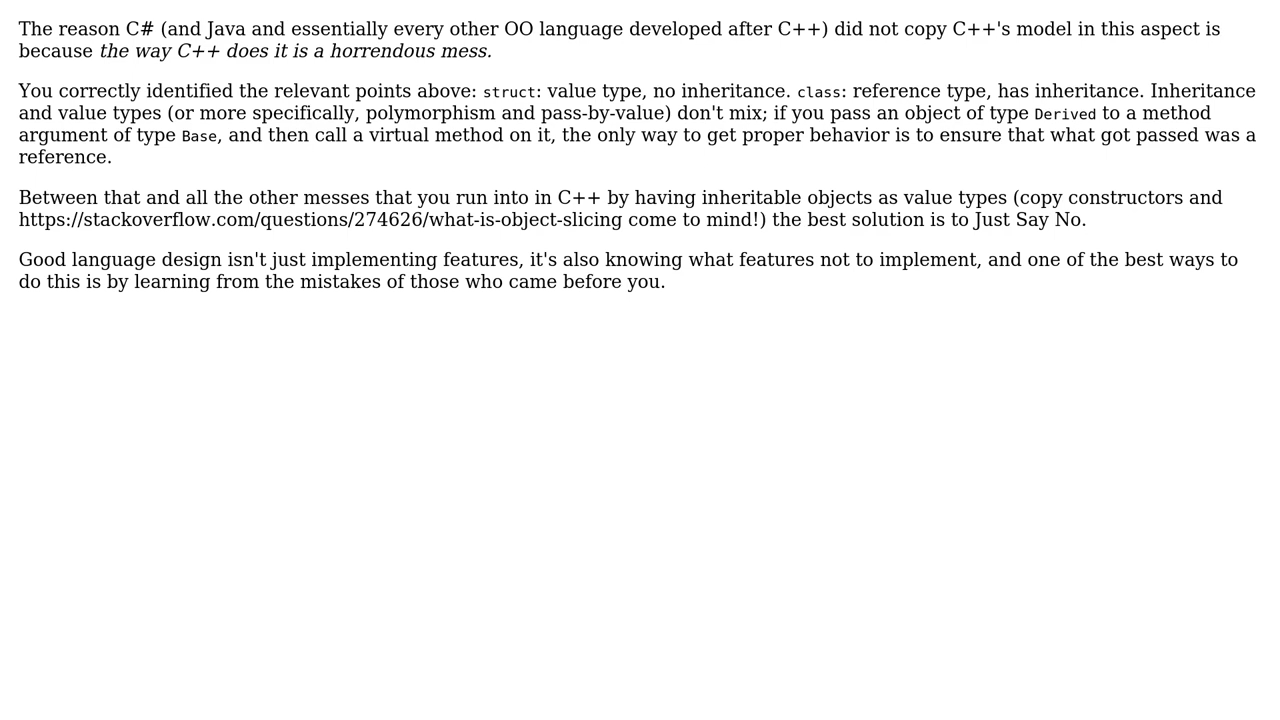 The reason C# (and Java and essentially every other OO language developed after C++) did not copy C++'s model in this aspect is
because the way C++ does it is a horrendous mess.
You correctly identified the relevant points above: struct: value type, no inheritance. class: reference type, has inheritance. Inheritance
and value types (or more specifically, polymorphism and pass-by-value) don't mix; if you pass an object of type Derived to a method
argument of type Base, and then call a virtual method on it, the only way to get proper behavior is to ensure that what got passed was a
reference.
Between that and all the other messes that you run into in C++ by having inheritable objects as value types (copy constructors and
https://stackoverflow.com/questions/274626/what-is-object-slicing come to mind!) the best solution is to Just Say No.
Good language design isn't just implementing features, it's also knowing what features not to implement, and one of the best ways to
do this is by learning from the mistakes of those who came before you.